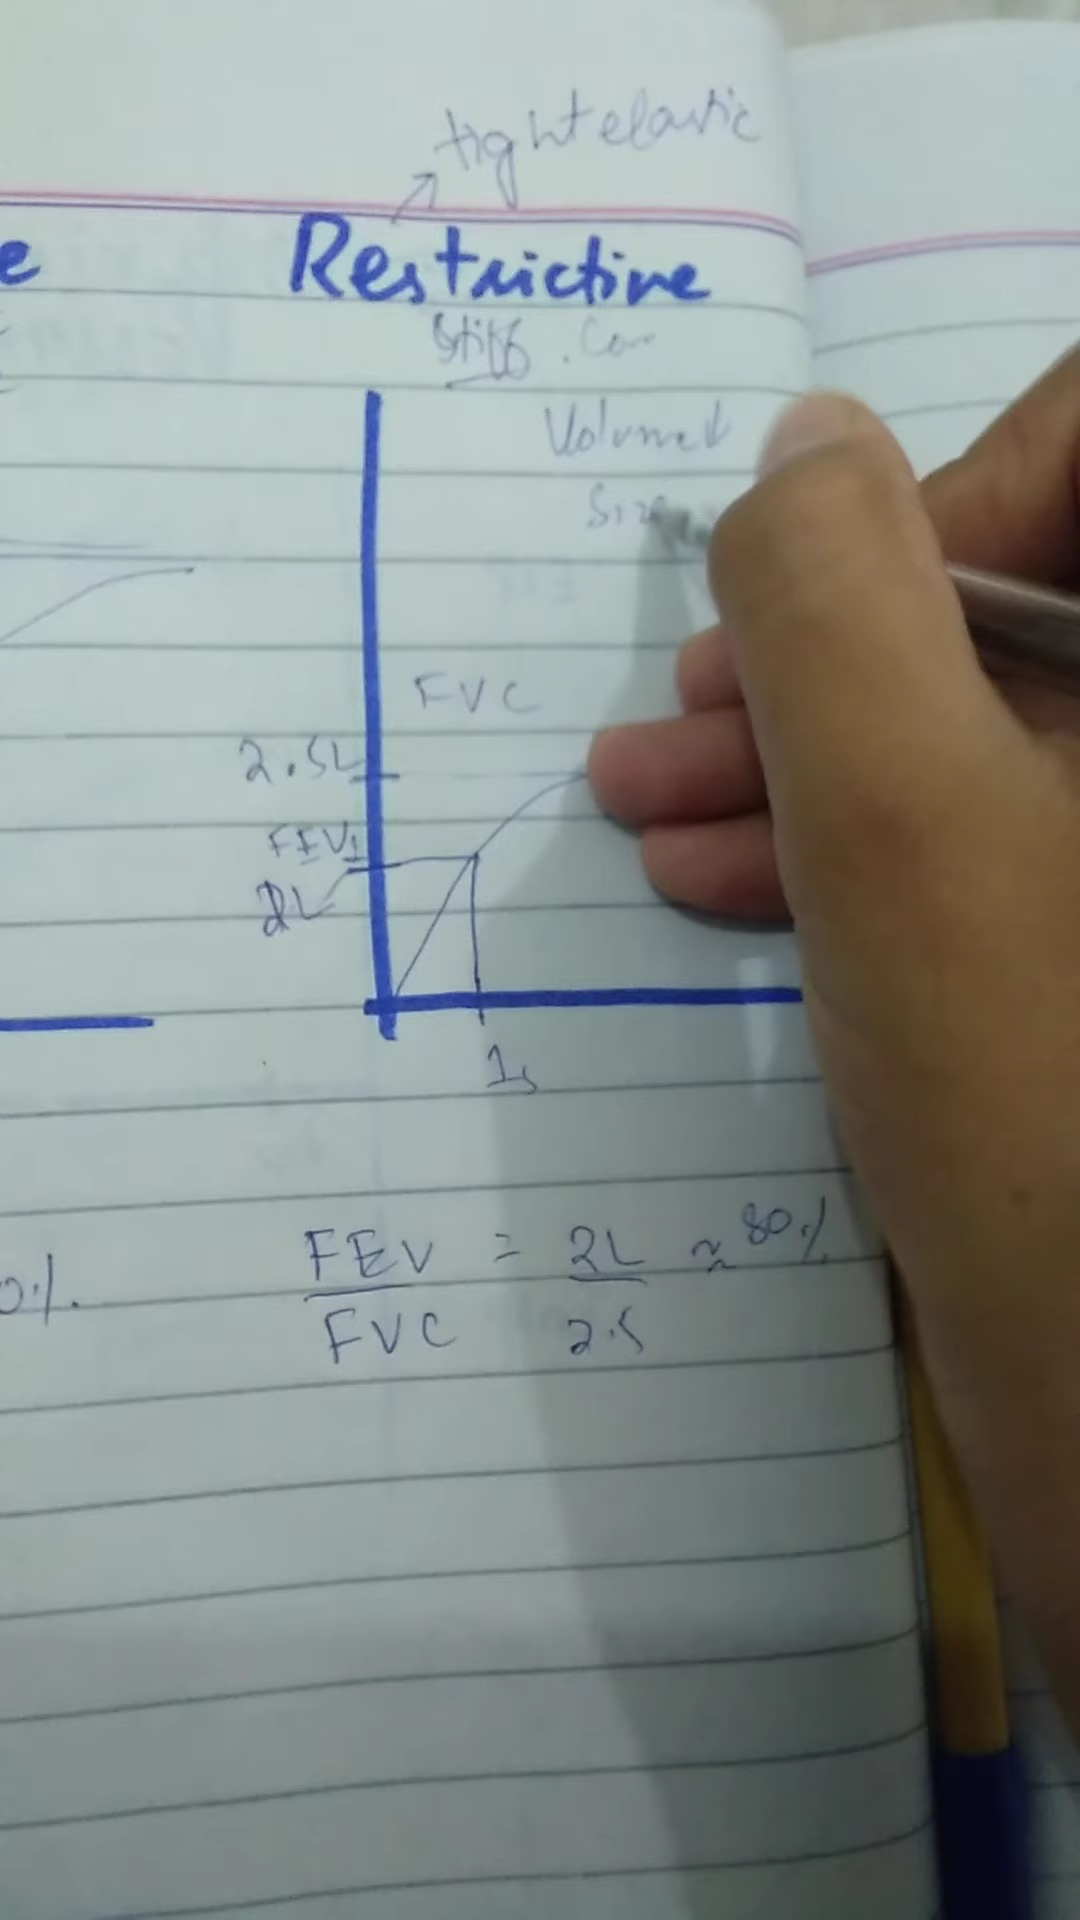 tight elastic
e Restrictive
Stiff . Co
Volume↓
Size
FVC
2.5L
FEV1
2L
1s
FEV = 2L ≈ 80%
FVC 2.5
0%.